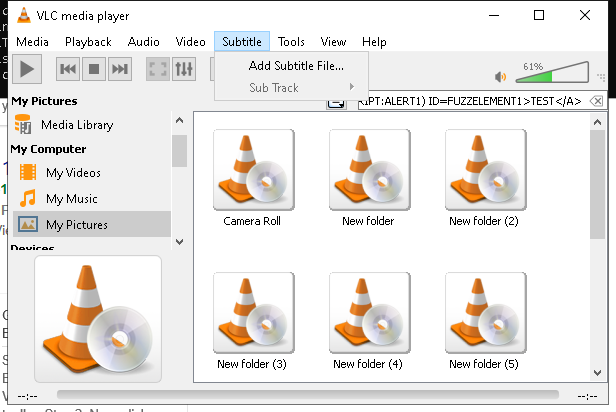 VLC media player
Media Playback Audio Video Subtitle Tools View Help
Add Subtitle File...
Sub Track
61%
My Pictures
RIPT:ALERT1) ID=FUZZELEMENT1>TEST</A>
Media Library
My Computer
My Videos
My Music
My Pictures
Devices
Camera Roll
New folder
New folder (2)
New folder (3)
New folder (4)
New folder (5)
--:--
--:--